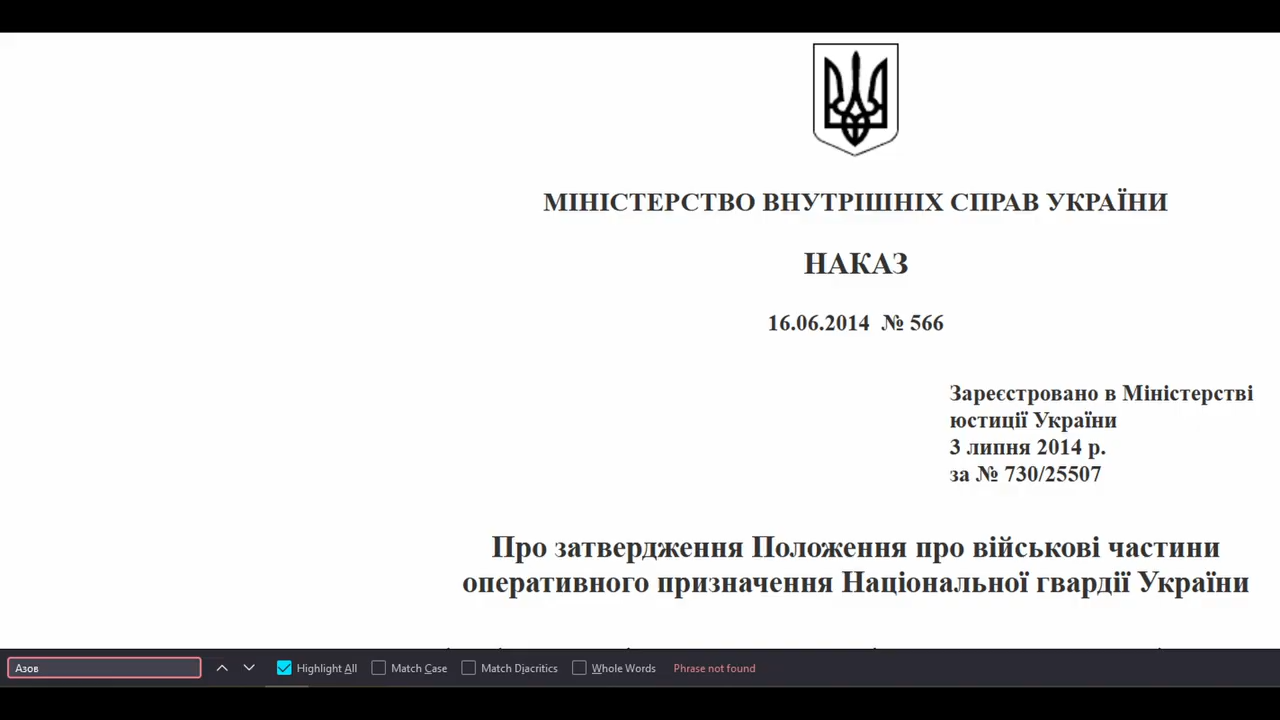 МІНІСТЕРСТВО ВНУТРІШНІХ СПРАВ УКРАЇНИ
НАКАЗ
16.06.2014 № 566
Зареєстровано в Міністерстві
юстиції України
3 липня 2014 р.
за № 730/25507
Про затвердження Положення про військові частини
оперативного призначення Національної гвардії України
Азов Highlight All Match Case Match Diacritics Whole Words Phrase not found